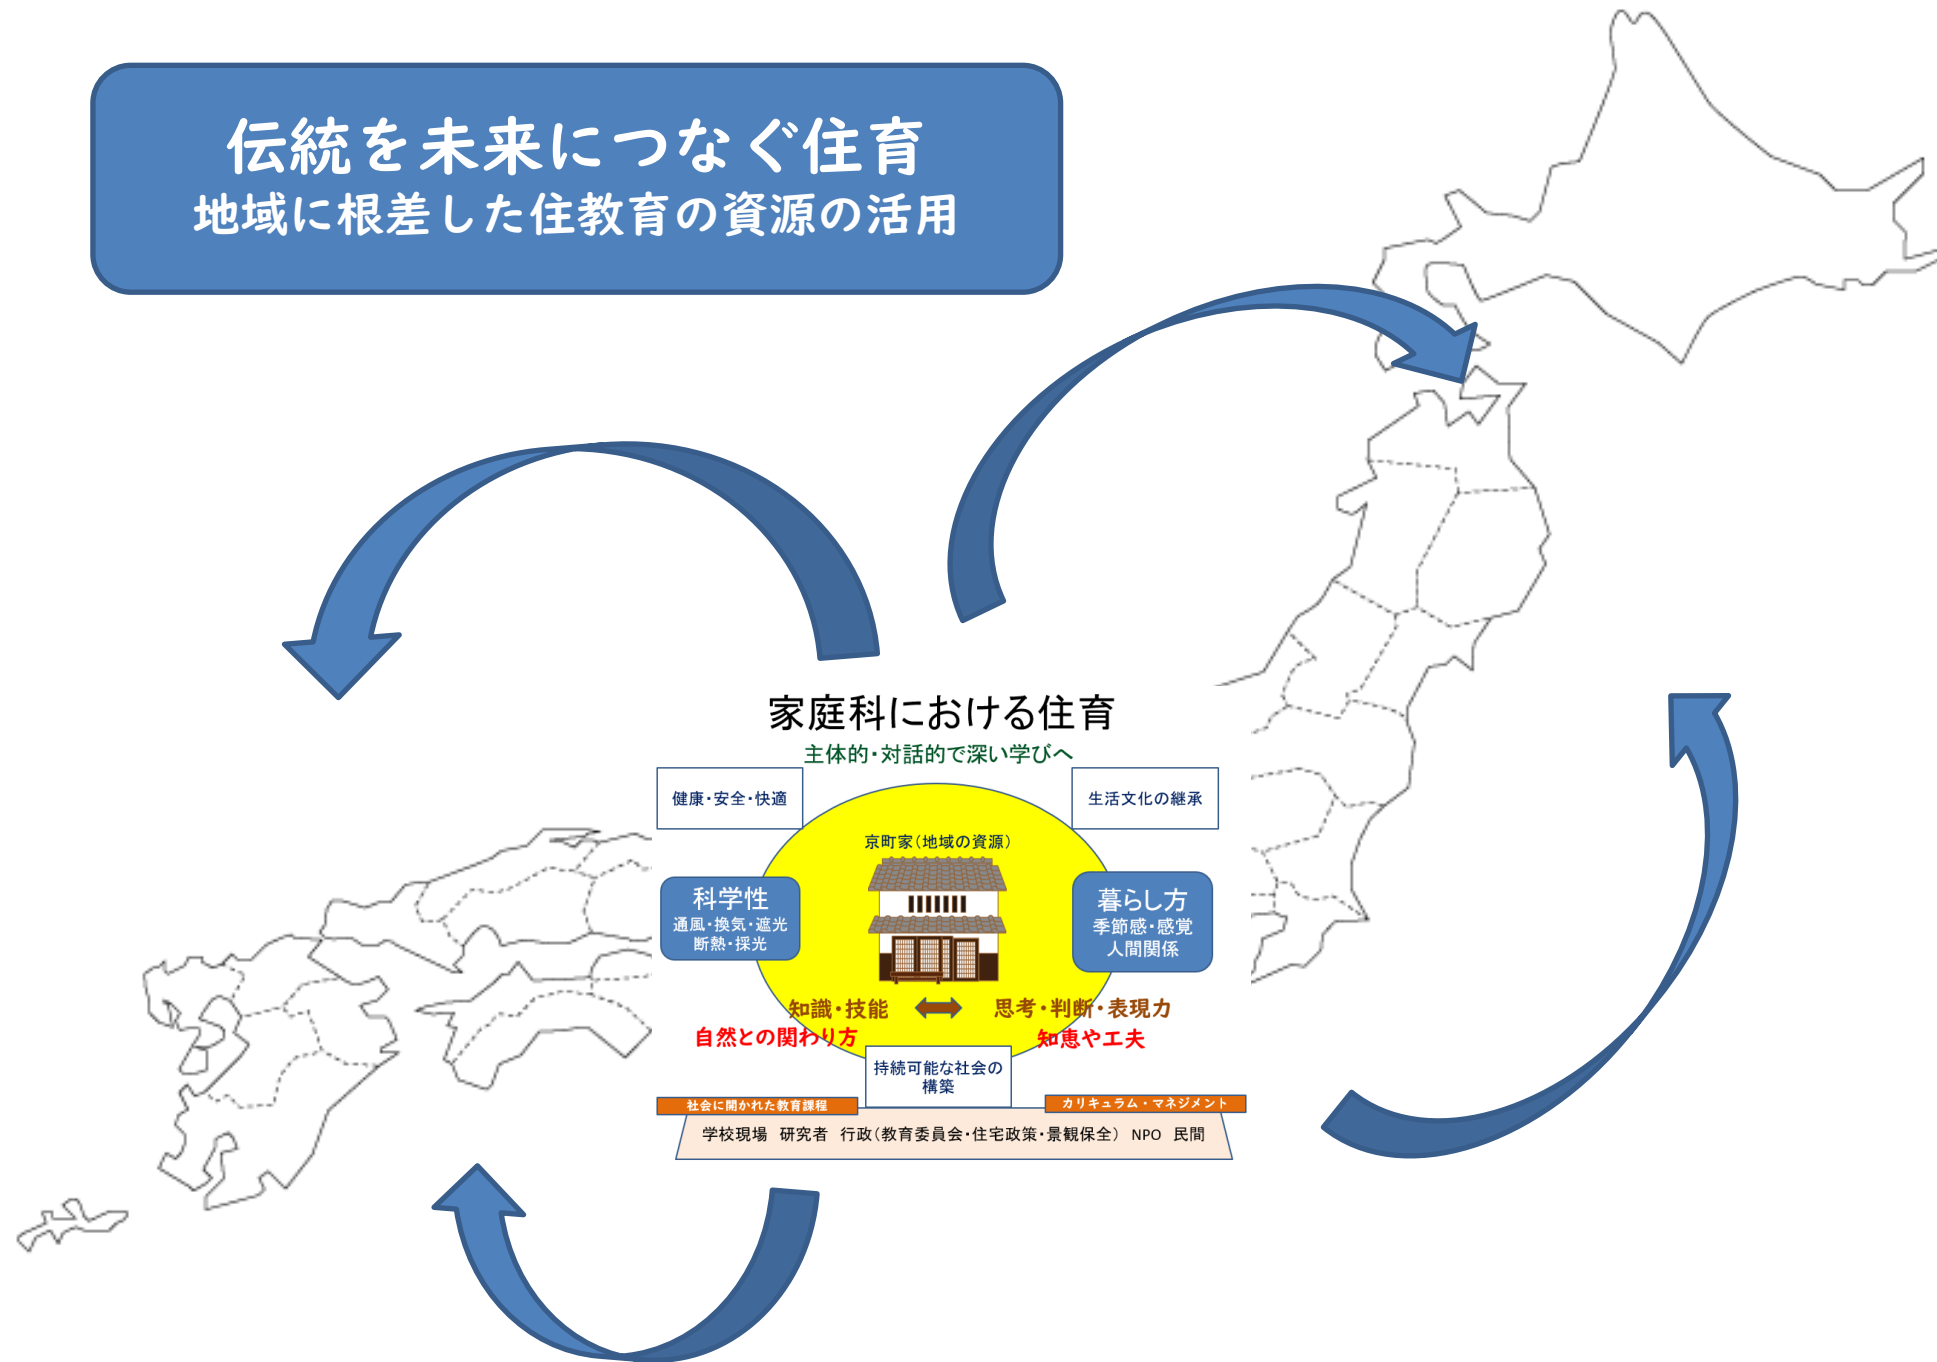 伝統を未来につなぐ住育
地域に根差した住教育の資源の活用
家庭科における住育
主体的・対話的で深い学びへ
健康・安全・快適
生活文化の継承
京町家（地域の資源）
科学性
通風・換気・遮光
断熱・採光
暮らし方
季節感・感覚
人間関係
知識・技能
思考・判断・表現力
自然との関わり方
知恵や工夫
持続可能な社会の
構築
社会に開かれた教育課程
カリキュラム・マネジメント
学校現場　研究者　行政（教育委員会・住宅政策・景観保全）　NPO　民間